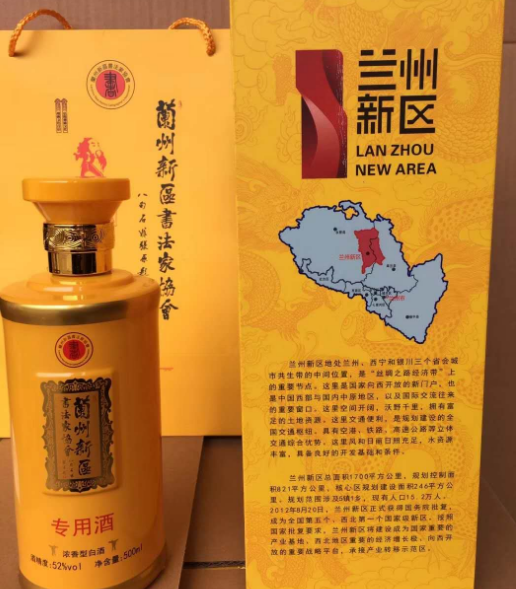 兰州
新区
LAN ZHOU
NEW AREA
兰州新区
兰州新区地处兰州、西宁和银川三个省会城
市共生带的中间位置，是“丝绸之路经济带”上
的重要节点。这里是国家向西开放的新门户，也
是中国西部与国内中原地区，以及国际交流往来
的重要窗口。这里空间开阔，沃野千里，拥有富
足的土地资源。这里交通便利，是规划建设的全
国交通枢纽，具有空港、铁路、高速公路等立体
交通综合优势。这里风和日丽日照充足，水资源
丰富，具备良好的开发基础和条件。
兰州新区总面积1700平方公里，规划控制面
积821平方公里，核心区规划建设面积246平方公
里，规划范围涉及5镇1乡，现有人口15.2万人。
2012年8月20日，兰州新区正式获得国务院批复，
成为全国第五个、西北第一个国家级新区。按照
国家批复要求，兰州新区将建设成为国家重要的
产业基地、西北地区重要的经济增长极、向西开
放的重要战略平台、承接产业转移示范区。
蘭州新區書法家協會
蘭州新區
書法家協會
专用酒
浓香型白酒
酒精度:52%vol 净含量:500ml